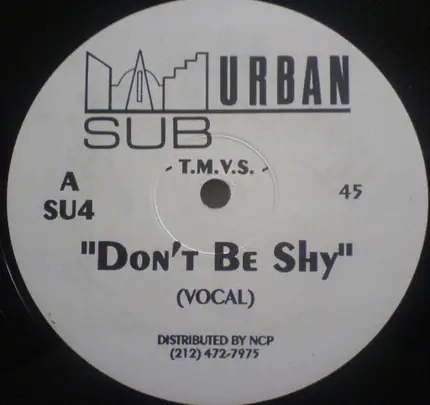 URBAN
SUB
- T.M.V.S. -
A
SU4
45
"DON'T BE SHY"
(VOCAL)
DISTRIBUTED BY NCP
(212) 472-7975